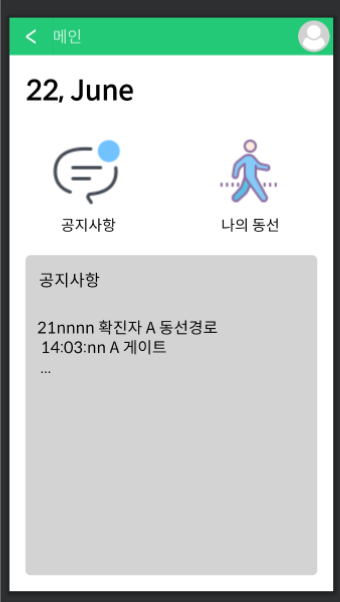 메인
22, June
공지사항
나의 동선
공지사항
21nnnn 확진자 A 동선경로
14:03:nn A 게이트
...